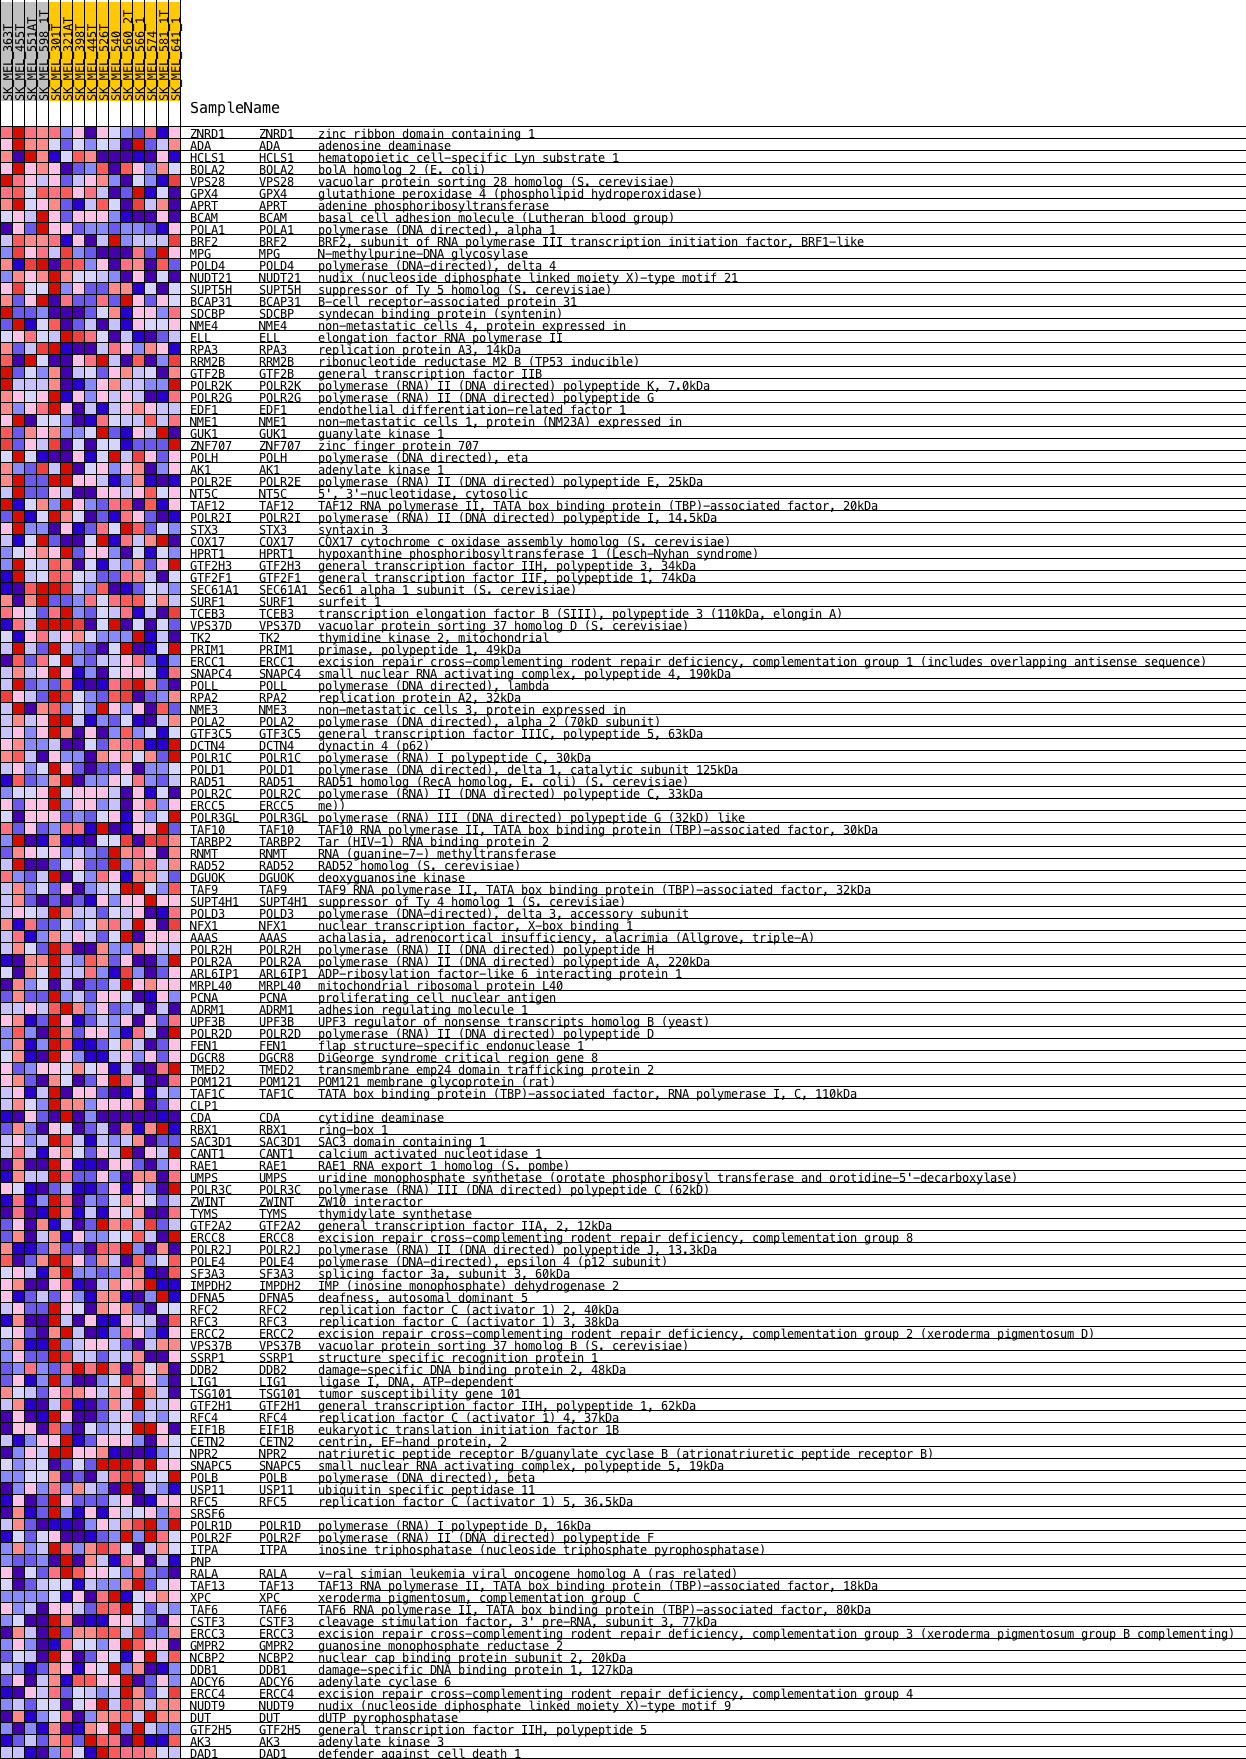 SK_MEL_363T
SK_MEL_455T
SK_MEL_551AT
SK_MEL_598_1T
SK_MEL_301T
SK_MEL_321AT
SK_MEL_398T
SK_MEL_445T
SK_MEL_526T
SK_MEL_540
SK_MEL_560_2T
SK_MEL_566_1
SK_MEL_574
SK_MEL_581_1T
SK_MEL_641_1
SampleName
ZNRD1 ZNRD1 zinc ribbon domain containing 1
ADA ADA adenosine deaminase
HCLS1 HCLS1 hematopoietic cell-specific Lyn substrate 1
BOLA2 BOLA2 bolA homolog 2 (E. coli)
VPS28 VPS28 vacuolar protein sorting 28 homolog (S. cerevisiae)
GPX4 GPX4 glutathione peroxidase 4 (phospholipid hydroperoxidase)
APRT APRT adenine phosphoribosyltransferase
BCAM BCAM basal cell adhesion molecule (Lutheran blood group)
POLA1 POLA1 polymerase (DNA directed), alpha 1
BRF2 BRF2 BRF2, subunit of RNA polymerase III transcription initiation factor, BRF1-like
MPG MPG N-methylpurine-DNA glycosylase
POLD4 POLD4 polymerase (DNA-directed), delta 4
NUDT21 NUDT21 nudix (nucleoside diphosphate linked moiety X)-type motif 21
SUPT5H SUPT5H suppressor of Ty 5 homolog (S. cerevisiae)
BCAP31 BCAP31 B-cell receptor-associated protein 31
SDCBP SDCBP syndecan binding protein (syntenin)
NME4 NME4 non-metastatic cells 4, protein expressed in
ELL ELL elongation factor RNA polymerase II
RPA3 RPA3 replication protein A3, 14kDa
RRM2B RRM2B ribonucleotide reductase M2 B (TP53 inducible)
GTF2B GTF2B general transcription factor IIB
POLR2K POLR2K polymerase (RNA) II (DNA directed) polypeptide K, 7.0kDa
POLR2G POLR2G polymerase (RNA) II (DNA directed) polypeptide G
EDF1 EDF1 endothelial differentiation-related factor 1
NME1 NME1 non-metastatic cells 1, protein (NM23A) expressed in
GUK1 GUK1 guanylate kinase 1
ZNF707 ZNF707 zinc finger protein 707
POLH POLH polymerase (DNA directed), eta
AK1 AK1 adenylate kinase 1
POLR2E POLR2E polymerase (RNA) II (DNA directed) polypeptide E, 25kDa
NT5C NT5C 5', 3'-nucleotidase, cytosolic
TAF12 TAF12 TAF12 RNA polymerase II, TATA box binding protein (TBP)-associated factor, 20kDa
POLR2I POLR2I polymerase (RNA) II (DNA directed) polypeptide I, 14.5kDa
STX3 STX3 syntaxin 3
COX17 COX17 COX17 cytochrome c oxidase assembly homolog (S. cerevisiae)
HPRT1 HPRT1 hypoxanthine phosphoribosyltransferase 1 (Lesch-Nyhan syndrome)
GTF2H3 GTF2H3 general transcription factor IIH, polypeptide 3, 34kDa
GTF2F1 GTF2F1 general transcription factor IIF, polypeptide 1, 74kDa
SEC61A1 SEC61A1 Sec61 alpha 1 subunit (S. cerevisiae)
SURF1 SURF1 surfeit 1
TCEB3 TCEB3 transcription elongation factor B (SIII), polypeptide 3 (110kDa, elongin A)
VPS37D VPS37D vacuolar protein sorting 37 homolog D (S. cerevisiae)
TK2 TK2 thymidine kinase 2, mitochondrial
PRIM1 PRIM1 primase, polypeptide 1, 49kDa
ERCC1 ERCC1 excision repair cross-complementing rodent repair deficiency, complementation group 1 (includes overlapping antisense sequence)
SNAPC4 SNAPC4 small nuclear RNA activating complex, polypeptide 4, 190kDa
POLL POLL polymerase (DNA directed), lambda
RPA2 RPA2 replication protein A2, 32kDa
NME3 NME3 non-metastatic cells 3, protein expressed in
POLA2 POLA2 polymerase (DNA directed), alpha 2 (70kD subunit)
GTF3C5 GTF3C5 general transcription factor IIIC, polypeptide 5, 63kDa
DCTN4 DCTN4 dynactin 4 (p62)
POLR1C POLR1C polymerase (RNA) I polypeptide C, 30kDa
POLD1 POLD1 polymerase (DNA directed), delta 1, catalytic subunit 125kDa
RAD51 RAD51 RAD51 homolog (RecA homolog, E. coli) (S. cerevisiae)
POLR2C POLR2C polymerase (RNA) II (DNA directed) polypeptide C, 33kDa
ERCC5 ERCC5 me))
POLR3GL POLR3GL polymerase (RNA) III (DNA directed) polypeptide G (32kD) like
TAF10 TAF10 TAF10 RNA polymerase II, TATA box binding protein (TBP)-associated factor, 30kDa
TARBP2 TARBP2 Tar (HIV-1) RNA binding protein 2
RNMT RNMT RNA (guanine-7-) methyltransferase
RAD52 RAD52 RAD52 homolog (S. cerevisiae)
DGUOK DGUOK deoxyguanosine kinase
TAF9 TAF9 TAF9 RNA polymerase II, TATA box binding protein (TBP)-associated factor, 32kDa
SUPT4H1 SUPT4H1 suppressor of Ty 4 homolog 1 (S. cerevisiae)
POLD3 POLD3 polymerase (DNA-directed), delta 3, accessory subunit
NFX1 NFX1 nuclear transcription factor, X-box binding 1
AAAS AAAS achalasia, adrenocortical insufficiency, alacrimia (Allgrove, triple-A)
POLR2H POLR2H polymerase (RNA) II (DNA directed) polypeptide H
POLR2A POLR2A polymerase (RNA) II (DNA directed) polypeptide A, 220kDa
ARL6IP1 ARL6IP1 ADP-ribosylation factor-like 6 interacting protein 1
MRPL40 MRPL40 mitochondrial ribosomal protein L40
PCNA PCNA proliferating cell nuclear antigen
ADRM1 ADRM1 adhesion regulating molecule 1
UPF3B UPF3B UPF3 regulator of nonsense transcripts homolog B (yeast)
POLR2D POLR2D polymerase (RNA) II (DNA directed) polypeptide D
FEN1 FEN1 flap structure-specific endonuclease 1
DGCR8 DGCR8 DiGeorge syndrome critical region gene 8
TMED2 TMED2 transmembrane emp24 domain trafficking protein 2
POM121 POM121 POM121 membrane glycoprotein (rat)
TAF1C TAF1C TATA box binding protein (TBP)-associated factor, RNA polymerase I, C, 110kDa
CLP1
CDA CDA cytidine deaminase
RBX1 RBX1 ring-box 1
SAC3D1 SAC3D1 SAC3 domain containing 1
CANT1 CANT1 calcium activated nucleotidase 1
RAE1 RAE1 RAE1 RNA export 1 homolog (S. pombe)
UMPS UMPS uridine monophosphate synthetase (orotate phosphoribosyl transferase and orotidine-5'-decarboxylase)
POLR3C POLR3C polymerase (RNA) III (DNA directed) polypeptide C (62kD)
ZWINT ZWINT ZW10 interactor
TYMS TYMS thymidylate synthetase
GTF2A2 GTF2A2 general transcription factor IIA, 2, 12kDa
ERCC8 ERCC8 excision repair cross-complementing rodent repair deficiency, complementation group 8
POLR2J POLR2J polymerase (RNA) II (DNA directed) polypeptide J, 13.3kDa
POLE4 POLE4 polymerase (DNA-directed), epsilon 4 (p12 subunit)
SF3A3 SF3A3 splicing factor 3a, subunit 3, 60kDa
IMPDH2 IMPDH2 IMP (inosine monophosphate) dehydrogenase 2
DFNA5 DFNA5 deafness, autosomal dominant 5
RFC2 RFC2 replication factor C (activator 1) 2, 40kDa
RFC3 RFC3 replication factor C (activator 1) 3, 38kDa
ERCC2 ERCC2 excision repair cross-complementing rodent repair deficiency, complementation group 2 (xeroderma pigmentosum D)
VPS37B VPS37B vacuolar protein sorting 37 homolog B (S. cerevisiae)
SSRP1 SSRP1 structure specific recognition protein 1
DDB2 DDB2 damage-specific DNA binding protein 2, 48kDa
LIG1 LIG1 ligase I, DNA, ATP-dependent
TSG101 TSG101 tumor susceptibility gene 101
GTF2H1 GTF2H1 general transcription factor IIH, polypeptide 1, 62kDa
RFC4 RFC4 replication factor C (activator 1) 4, 37kDa
EIF1B EIF1B eukaryotic translation initiation factor 1B
CETN2 CETN2 centrin, EF-hand protein, 2
NPR2 NPR2 natriuretic peptide receptor B/guanylate cyclase B (atrionatriuretic peptide receptor B)
SNAPC5 SNAPC5 small nuclear RNA activating complex, polypeptide 5, 19kDa
POLB POLB polymerase (DNA directed), beta
USP11 USP11 ubiquitin specific peptidase 11
RFC5 RFC5 replication factor C (activator 1) 5, 36.5kDa
SRSF6
POLR1D POLR1D polymerase (RNA) I polypeptide D, 16kDa
POLR2F POLR2F polymerase (RNA) II (DNA directed) polypeptide F
ITPA ITPA inosine triphosphatase (nucleoside triphosphate pyrophosphatase)
PNP
RALA RALA v-ral simian leukemia viral oncogene homolog A (ras related)
TAF13 TAF13 TAF13 RNA polymerase II, TATA box binding protein (TBP)-associated factor, 18kDa
XPC XPC xeroderma pigmentosum, complementation group C
TAF6 TAF6 TAF6 RNA polymerase II, TATA box binding protein (TBP)-associated factor, 80kDa
CSTF3 CSTF3 cleavage stimulation factor, 3' pre-RNA, subunit 3, 77kDa
ERCC3 ERCC3 excision repair cross-complementing rodent repair deficiency, complementation group 3 (xeroderma pigmentosum group B complementing)
GMPR2 GMPR2 guanosine monophosphate reductase 2
NCBP2 NCBP2 nuclear cap binding protein subunit 2, 20kDa
DDB1 DDB1 damage-specific DNA binding protein 1, 127kDa
ADCY6 ADCY6 adenylate cyclase 6
ERCC4 ERCC4 excision repair cross-complementing rodent repair deficiency, complementation group 4
NUDT9 NUDT9 nudix (nucleoside diphosphate linked moiety X)-type motif 9
DUT DUT dUTP pyrophosphatase
GTF2H5 GTF2H5 general transcription factor IIH, polypeptide 5
AK3 AK3 adenylate kinase 3
DAD1 DAD1 defender against cell death 1